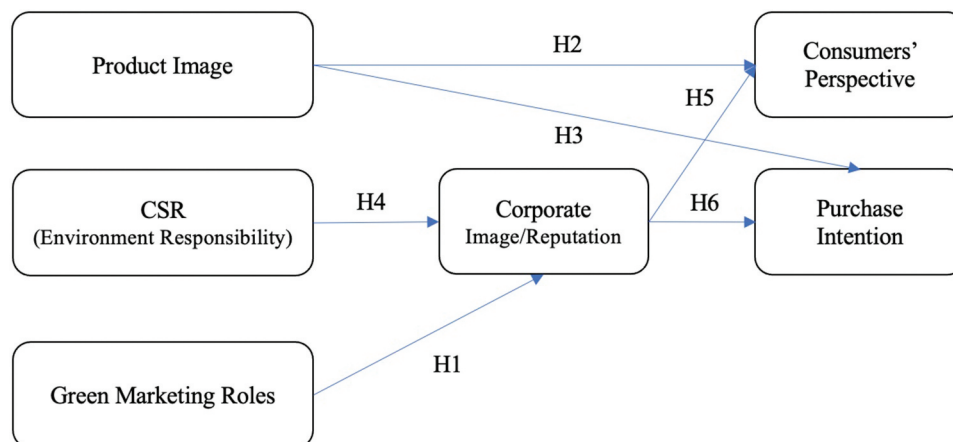 Product Image
H2
Consumers’
Perspective
H5
H3
CSR
(Environment Responsibility)
H4
Corporate
Image/Reputation
H6
Purchase
Intention
H1
Green Marketing Roles